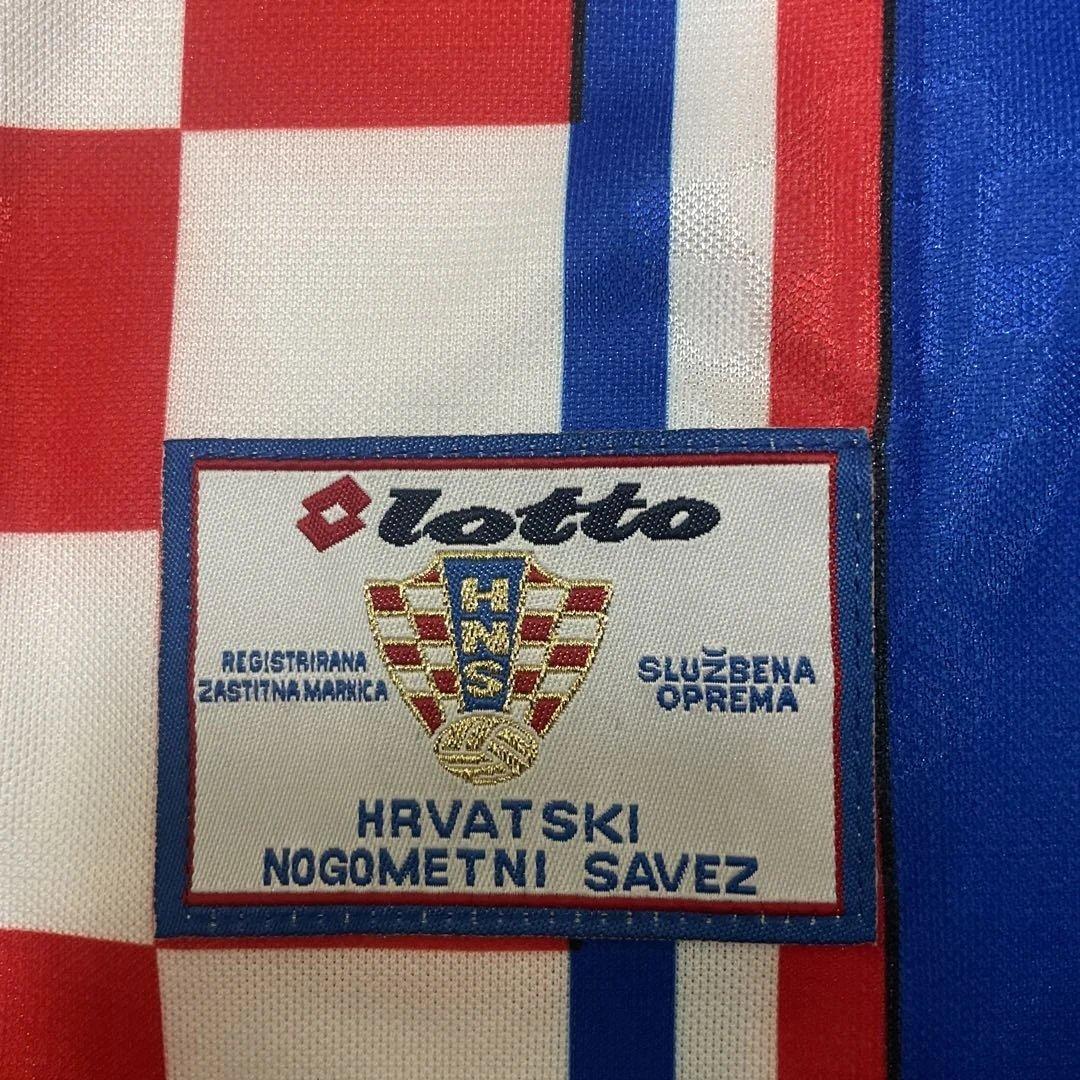 lotto
HNS
REGISTRIRANA
ZASTITNA MARKICA
SLUŽBENA
OPREMA
HRVATSKI
NOGOMETNI SAVEZ